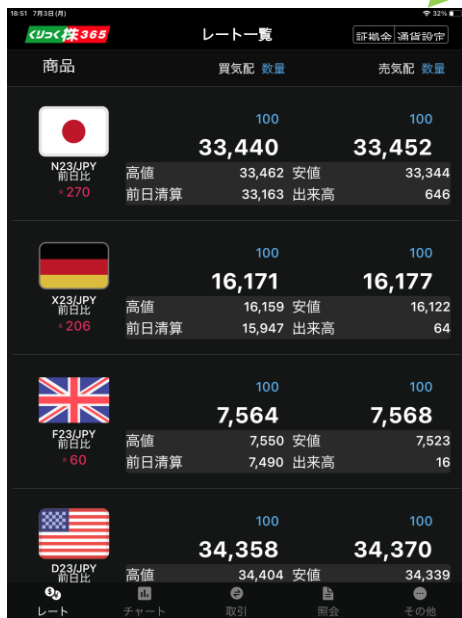 18:51 7月3日(月) 32%
くりっく株365 レート一覧 証拠金 通貨設定
商品 買気配 数量 売気配 数量
100 100
33,440 33,452
N23/JPY
前日比 高値 33,462 安値 33,344
270 前日清算 33,163 出来高 646
100 100
16,171 16,177
X23/JPY
前日比 高値 16,159 安値 16,122
206 前日清算 15,947 出来高 64
100 100
7,564 7,568
F23/JPY
前日比 高値 7,550 安値 7,523
60 前日清算 7,490 出来高 16
100 100
34,358 34,370
D23/JPY
前日比 高値 34,404 安値 34,339
レート チャート 取引 照会 その他